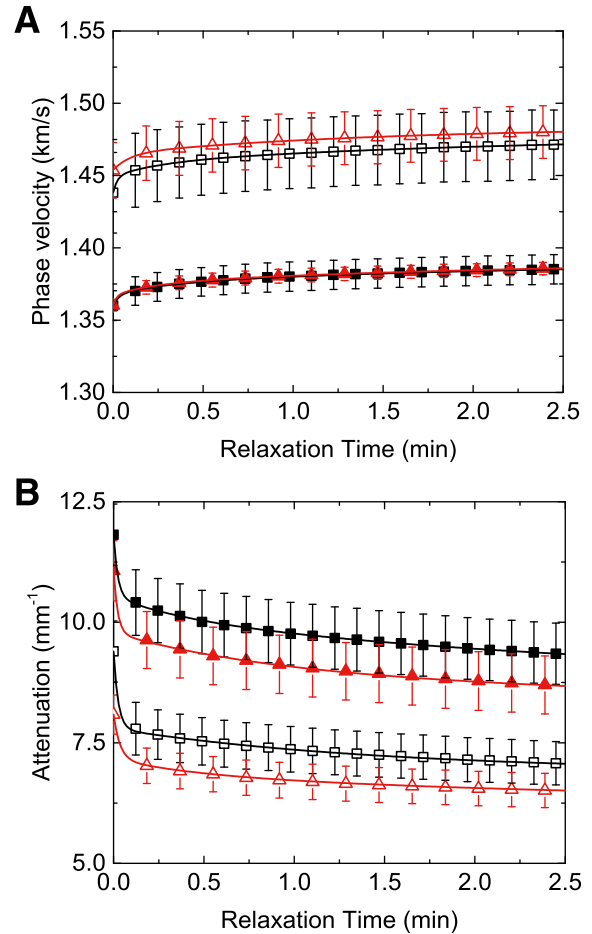 A
1.55
1.50
1.45
1.40
1.35
1.30
Phase velocity (km/s)
0.0 0.5 1.0 1.5 2.0 2.5
Relaxation Time (min)
B
12.5
10.0
7.5
5.0
Attenuation (mm⁻¹)
0.0 0.5 1.0 1.5 2.0 2.5
Relaxation Time (min)